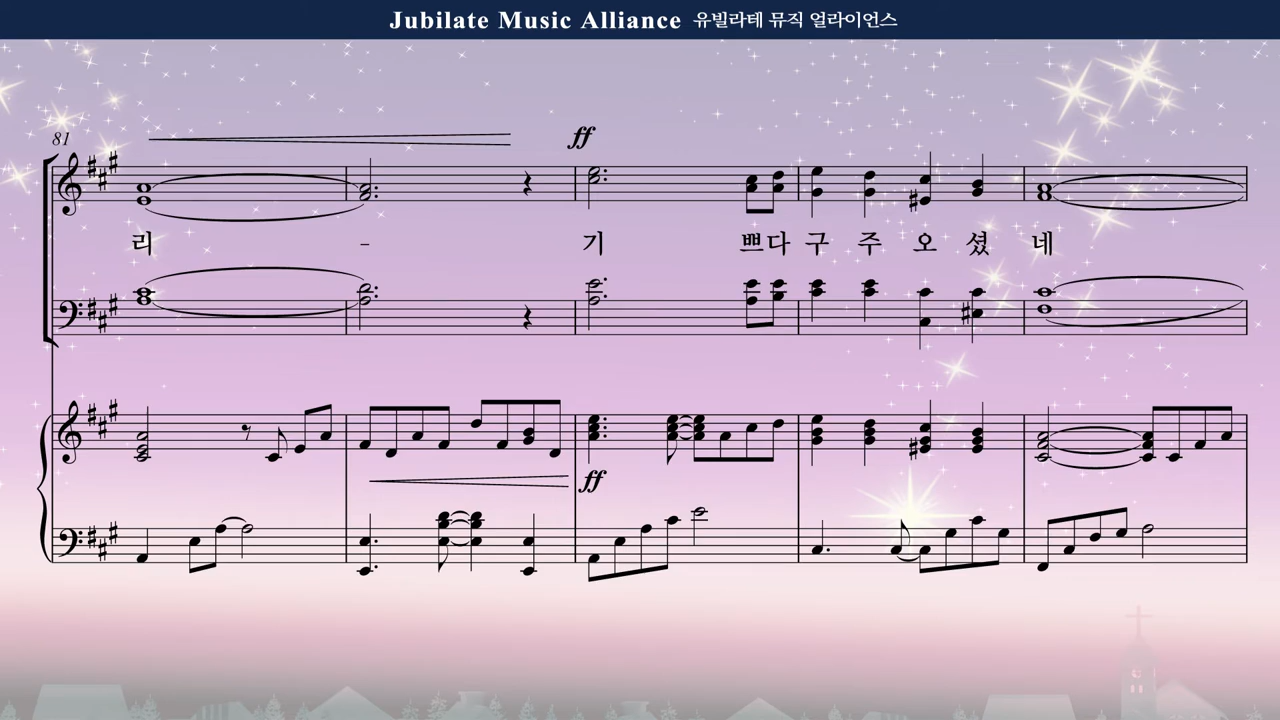 Jubilate Music Alliance 유빌라테 뮤직 얼라이언스
81
ff
리 - 기 쁘다 구 주 오 셨 네
ff